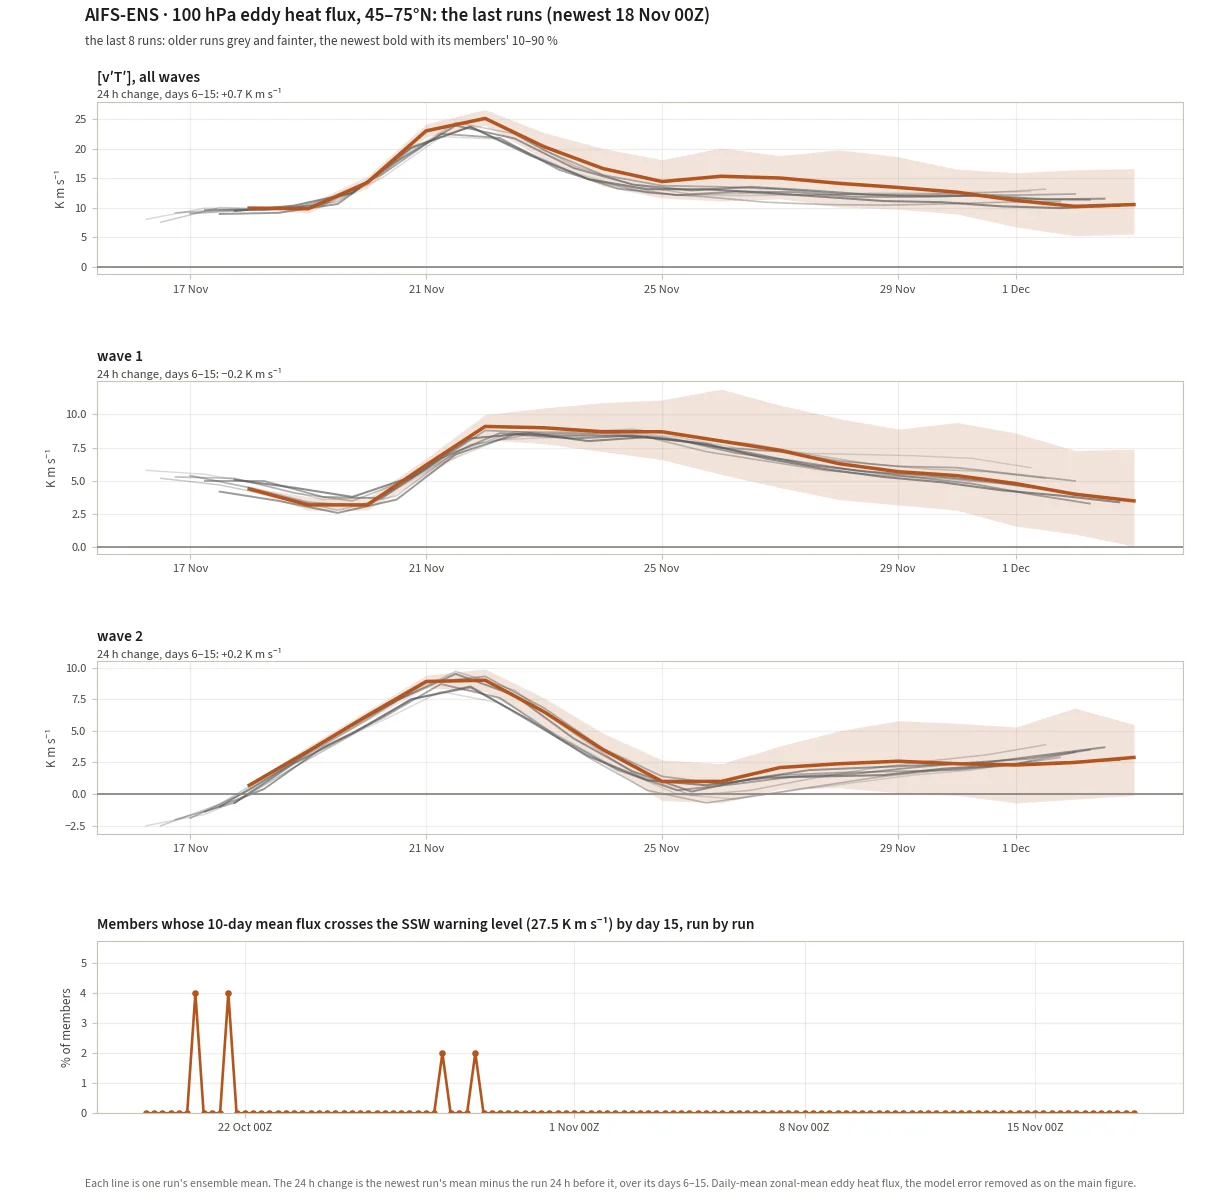 AIFS-ENS · 100 hPa eddy heat flux, 45–75°N: the last runs (newest 18 Nov 00Z)
the last 8 runs: older runs grey and fainter, the newest bold with its members' 10–90 %
[v′T′], all waves
24 h change, days 6–15: +0.7 K m s⁻¹
25
20
15
10
5
0
K m s⁻¹
17 Nov
21 Nov
25 Nov
29 Nov
1 Dec
wave 1
24 h change, days 6–15: −0.2 K m s⁻¹
10.0
7.5
5.0
2.5
0.0
K m s⁻¹
17 Nov
21 Nov
25 Nov
29 Nov
1 Dec
wave 2
24 h change, days 6–15: +0.2 K m s⁻¹
10.0
7.5
5.0
2.5
0.0
−2.5
K m s⁻¹
17 Nov
21 Nov
25 Nov
29 Nov
1 Dec
Members whose 10-day mean flux crosses the SSW warning level (27.5 K m s⁻¹) by day 15, run by run
5
4
3
2
1
0
% of members
22 Oct 00Z
1 Nov 00Z
8 Nov 00Z
15 Nov 00Z
Each line is one run's ensemble mean. The 24 h change is the newest run's mean minus the run 24 h before it, over its days 6–15. Daily-mean zonal-mean eddy heat flux, the model error removed as on the main figure.